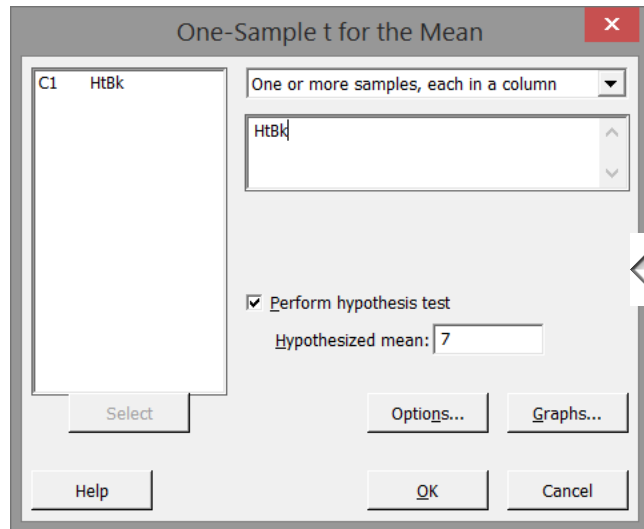 One-Sample t for the Mean
C1 HtBk
One or more samples, each in a column
HtBk
Perform hypothesis test
Hypothesized mean: 7
Select
Options...
Graphs...
Help
OK
Cancel